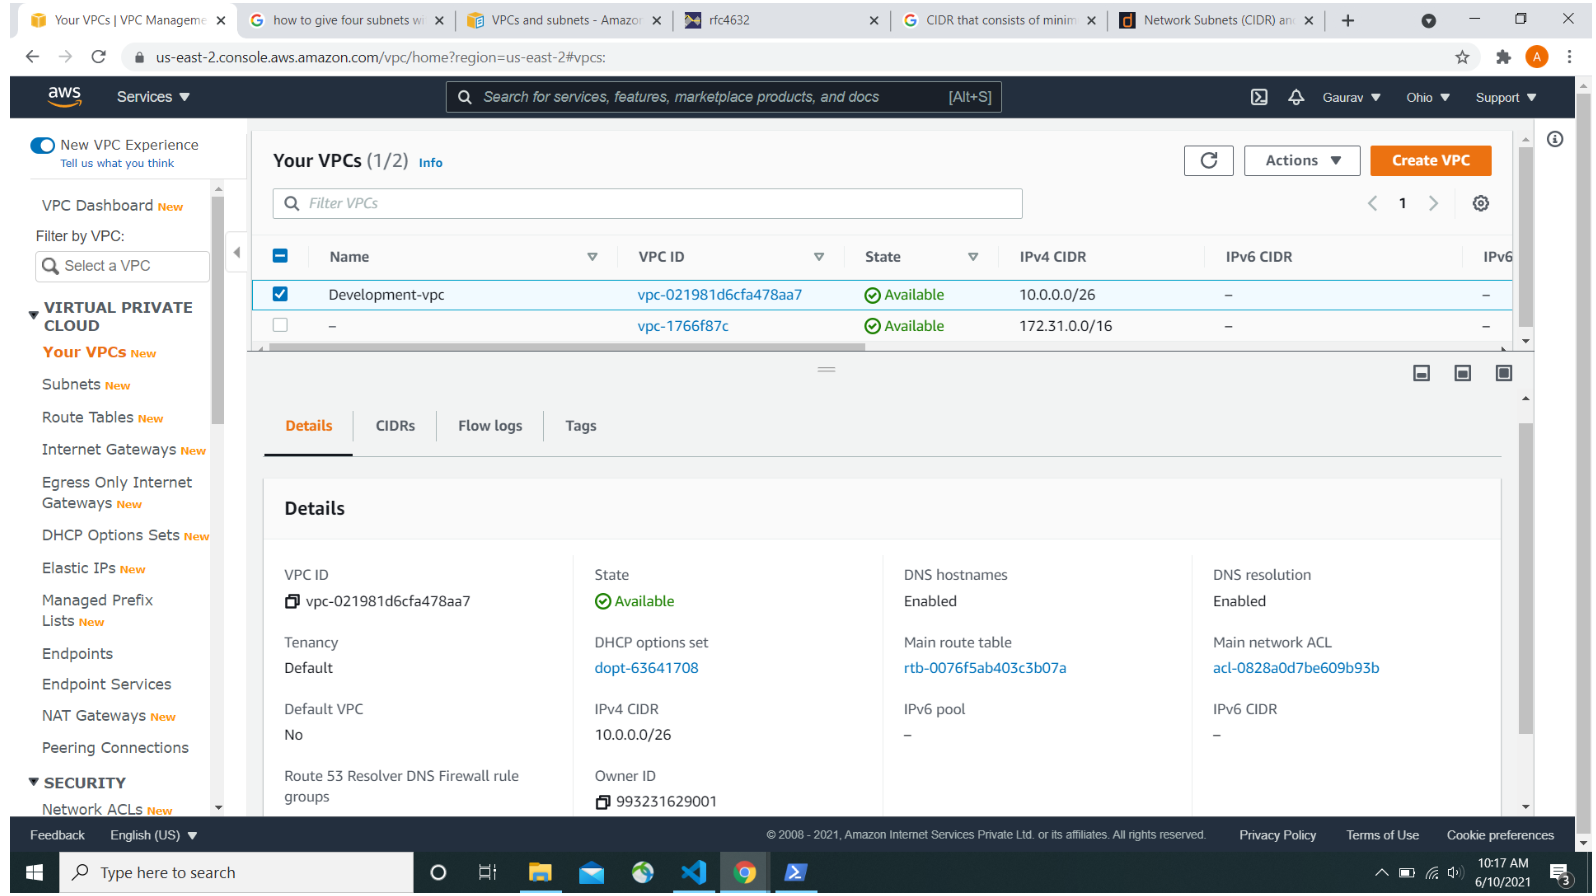 Your VPCs | VPC Manageme
how to give four subnets wi
VPCs and subnets - Amazon
rfc4632
CIDR that consists of minim
Network Subnets (CIDR) an
us-east-2.console.aws.amazon.com/vpc/home?region=us-east-2#vpcs:
A
aws
Services
Search for services, features, marketplace products, and docs
[Alt+S]
Gaurav
Ohio
Support
New VPC Experience
Tell us what you think
VPC Dashboard New
Filter by VPC:
Select a VPC
VIRTUAL PRIVATE
CLOUD
Your VPCs New
Subnets New
Route Tables New
Internet Gateways New
Egress Only Internet
Gateways New
DHCP Options Sets New
Elastic IPs New
Managed Prefix
Lists New
Endpoints
Endpoint Services
NAT Gateways New
Peering Connections
SECURITY
Network ACLs New
Your VPCs (1/2) Info
Actions
Create VPC
Filter VPCs
1
Name VPC ID State IPv4 CIDR IPv6 CIDR IPv6
Development-vpc vpc-021981d6cfa478aa7 Available 10.0.0.0/26 – –
– vpc-1766f87c Available 172.31.0.0/16 – –
Details CIDRs Flow logs Tags
Details
VPC ID State DNS hostnames DNS resolution
vpc-021981d6cfa478aa7 Available Enabled Enabled
Tenancy DHCP options set Main route table Main network ACL
Default dopt-63641708 rtb-0076f5ab403c3b07a acl-0828a0d7be609b93b
Default VPC IPv4 CIDR IPv6 pool IPv6 CIDR
No 10.0.0.0/26 – –
Route 53 Resolver DNS Firewall rule Owner ID
groups 993231629001
Feedback English (US) © 2008 - 2021, Amazon Internet Services Private Ltd. or its affiliates. All rights reserved. Privacy Policy Terms of Use Cookie preferences
Type here to search
10:17 AM
6/10/2021
3